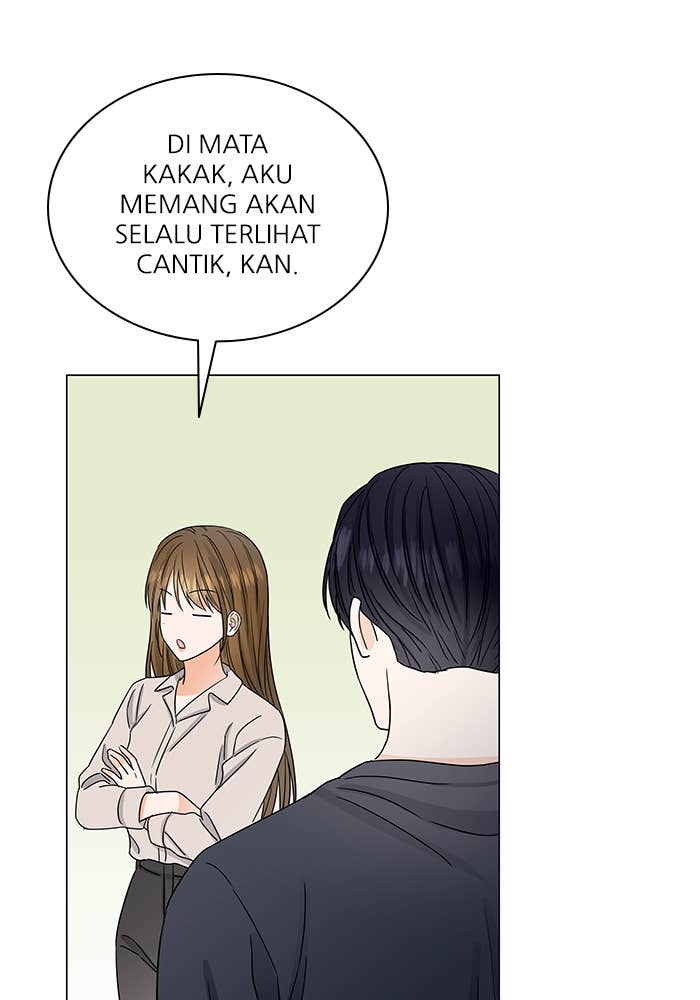 DI MATA
KAKAK, AKU
MEMANG AKAN
SELALU TERLIHAT
CANTIK, KAN.